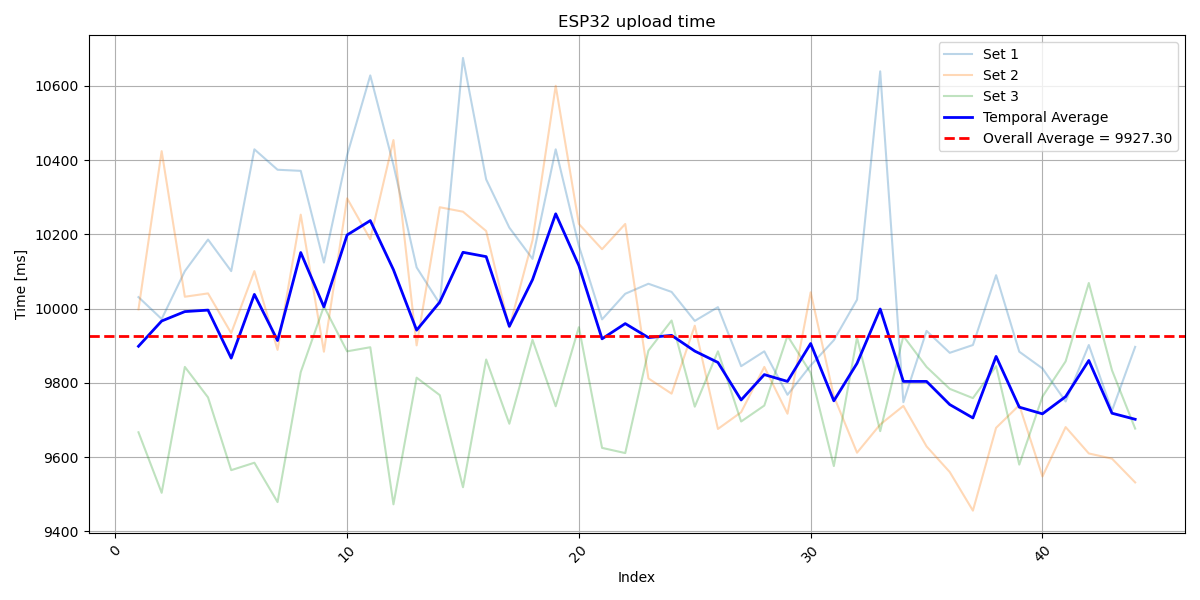 ESP32 upload time
Set 1
Set 2
Set 3
Temporal Average
Overall Average = 9927.30
Time [ms]
10600
10400
10200
10000
9800
9600
9400
0
10
20
30
40
Index